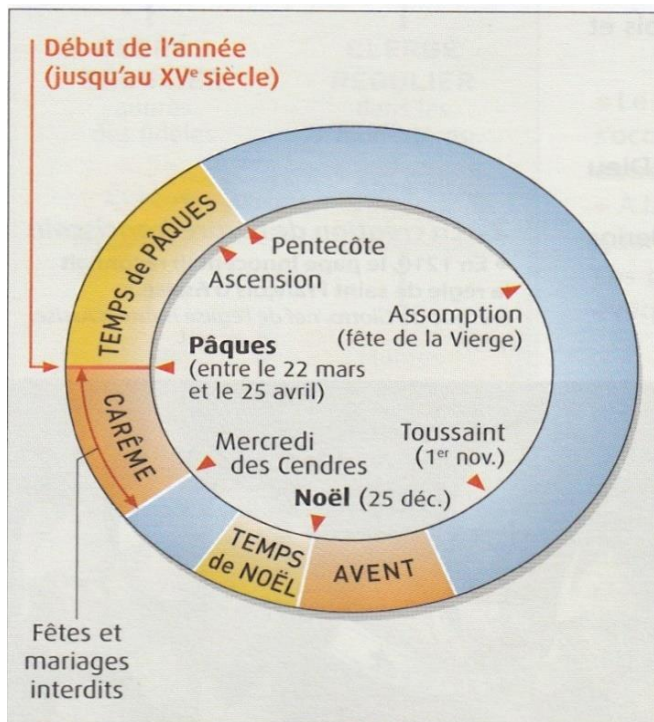 Début de l'année
(jusqu'au XVe siècle)
TEMPS de PÂQUES
Pentecôte
Ascension
Assomption
(fête de la Vierge)
Pâques
(entre le 22 mars
et le 25 avril)
CARÊME
Mercredi
des Cendres
Toussaint
(1er nov.)
Noël (25 déc.)
TEMPS
de NOËL
AVENT
Fêtes et
mariages
interdits